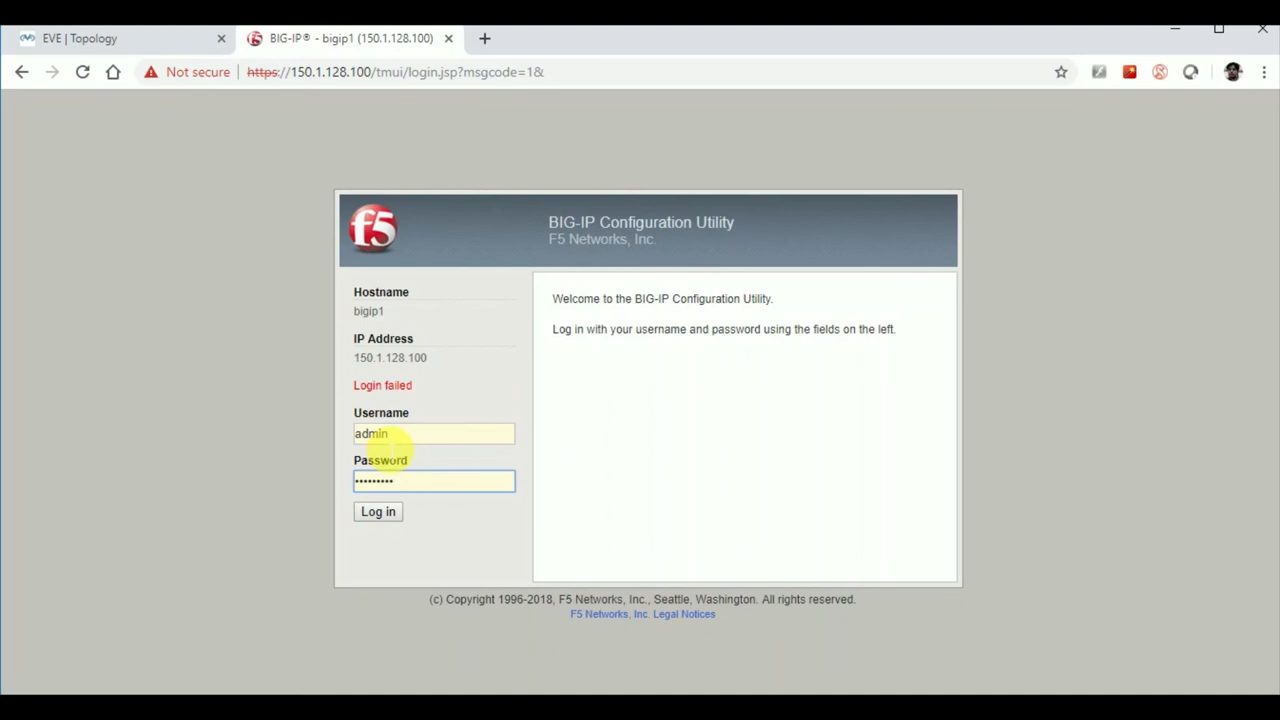 EVE | Topology
BIG-IP® - bigip1 (150.1.128.100)
Not secure | https://150.1.128.100/tmui/login.jsp?msgcode=1&
f5
BIG-IP Configuration Utility
F5 Networks, Inc.
Hostname
bigip1
IP Address
150.1.128.100
Login failed
Username
admin
Password
•••••••••
Log in
Welcome to the BIG-IP Configuration Utility.
Log in with your username and password using the fields on the left.
(c) Copyright 1996-2018, F5 Networks, Inc., Seattle, Washington. All rights reserved.
F5 Networks, Inc. Legal Notices